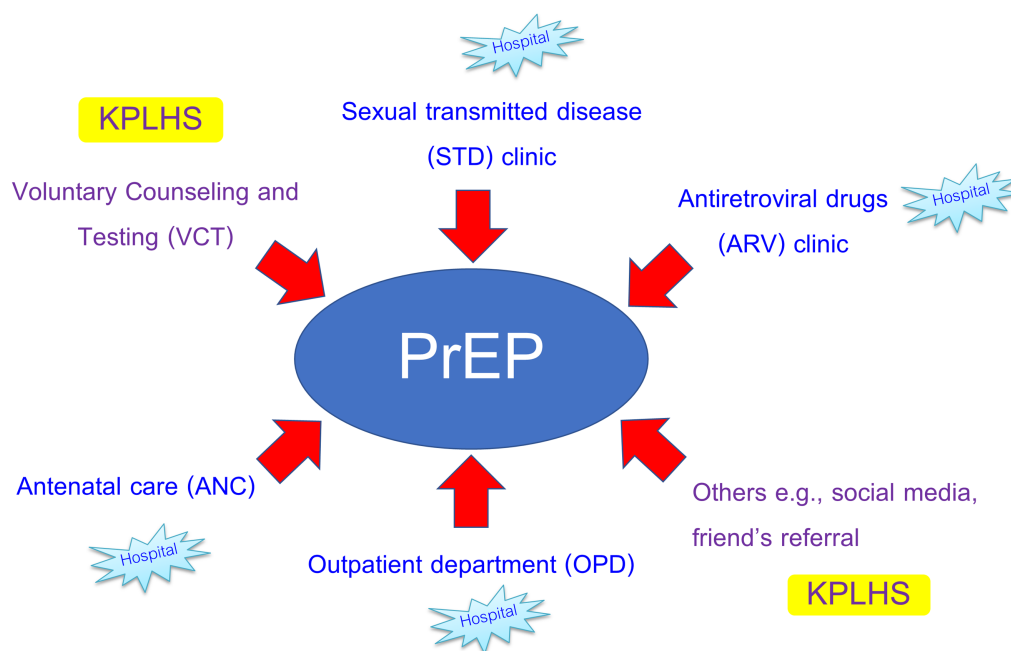 Hospital
Sexual transmitted disease
(STD) clinic
KPLHS
Voluntary Counseling and
Testing (VCT)
Antiretroviral drugs
(ARV) clinic
Hospital
PrEP
Antenatal care (ANC)
Hospital
Outpatient department (OPD)
Hospital
Others e.g., social media,
friend’s referral
KPLHS